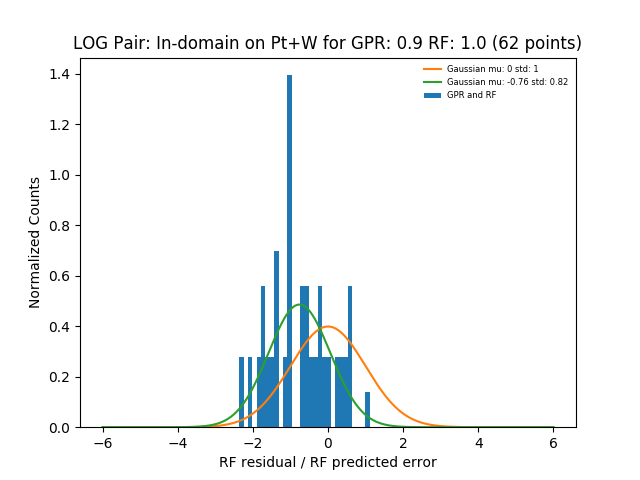 LOG Pair: In-domain on Pt+W for GPR: 0.9 RF: 1.0 (62 points)
Gaussian mu: 0 std: 1
Gaussian mu: -0.76 std: 0.82
GPR and RF
Normalized Counts
1.4
1.2
1.0
0.8
0.6
0.4
0.2
0.0
−6 −4 −2 0 2 4 6
RF residual / RF predicted error